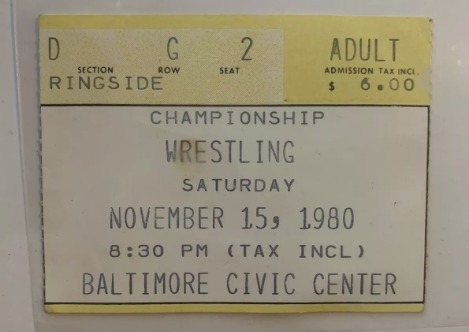 D G 2 ADULT
SECTION ROW SEAT ADMISSION TAX INCL.
RINGSIDE $ 6.00
CHAMPIONSHIP
WRESTLING
SATURDAY
NOVEMBER 15, 1980
8:30 PM (TAX INCL)
BALTIMORE CIVIC CENTER